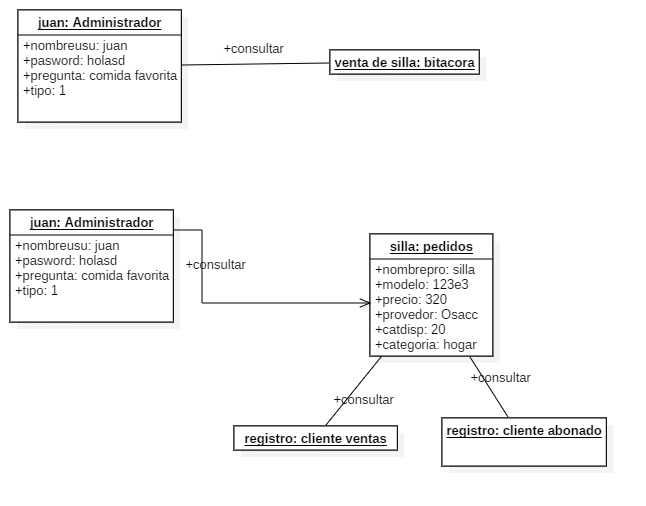 juan: Administrador
+nombreusu: juan
+pasword: holasd
+pregunta: comida favorita
+tipo: 1
+consultar
venta de silla: bitacora
juan: Administrador
+nombreusu: juan
+pasword: holasd
+pregunta: comida favorita
+tipo: 1
+consultar
silla: pedidos
+nombrepro: silla
+modelo: 123e3
+precio: 320
+provedor: Osacc
+catdisp: 20
+categoria: hogar
+consultar
+consultar
registro: cliente ventas
registro: cliente abonado